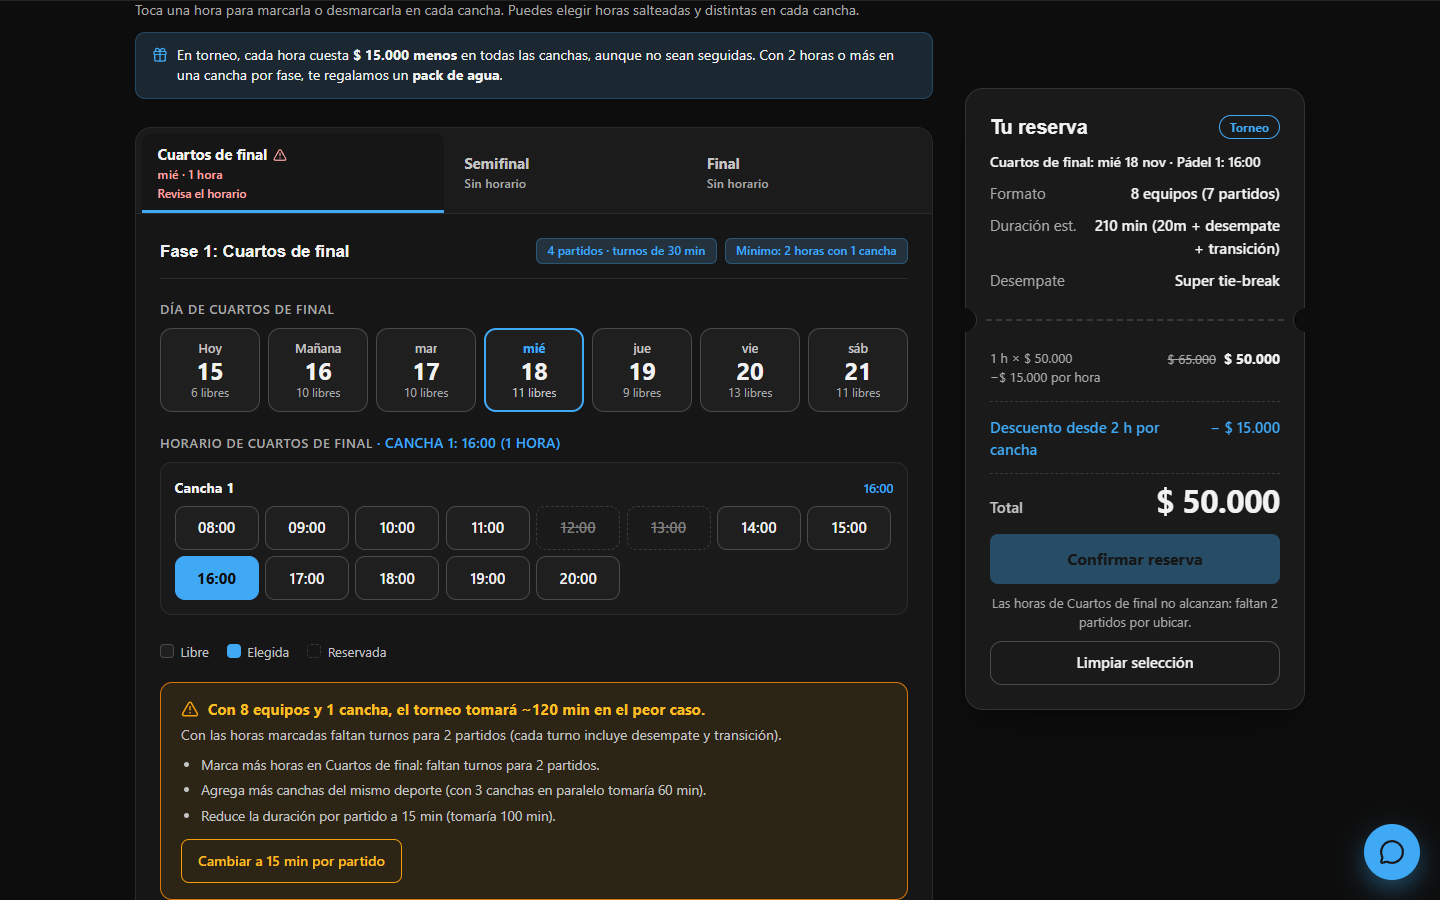 Toca una hora para marcarla o desmarcarla en cada cancha. Puedes elegir horas salteadas y distintas en cada cancha.
En torneo, cada hora cuesta $ 15.000 menos en todas las canchas, aunque no sean seguidas. Con 2 horas o más en
una cancha por fase, te regalamos un pack de agua.
Cuartos de final
mié · 1 hora
Revisa el horario
Semifinal
Sin horario
Final
Sin horario
Fase 1: Cuartos de final
4 partidos · turnos de 30 min
Mínimo: 2 horas con 1 cancha
DÍA DE CUARTOS DE FINAL
Hoy
15
6 libres
Mañana
16
10 libres
mar
17
10 libres
mié
18
11 libres
jue
19
9 libres
vie
20
13 libres
sáb
21
11 libres
HORARIO DE CUARTOS DE FINAL · CANCHA 1: 16:00 (1 HORA)
Cancha 1
16:00
08:00
09:00
10:00
11:00
12:00
13:00
14:00
15:00
16:00
17:00
18:00
19:00
20:00
Libre
Elegida
Reservada
Con 8 equipos y 1 cancha, el torneo tomará ~120 min en el peor caso.
Con las horas marcadas faltan turnos para 2 partidos (cada turno incluye desempate y transición).
• Marca más horas en Cuartos de final: faltan turnos para 2 partidos.
• Agrega más canchas del mismo deporte (con 3 canchas en paralelo tomaría 60 min).
• Reduce la duración por partido a 15 min (tomaría 100 min).
Cambiar a 15 min por partido
Tu reserva
Torneo
Cuartos de final: mié 18 nov · Pádel 1: 16:00
Formato
8 equipos (7 partidos)
Duración est.
210 min (20m + desempate
+ transición)
Desempate
Super tie-break
1 h × $ 50.000
$ 65.000 $ 50.000
−$ 15.000 por hora
Descuento desde 2 h por
cancha
− $ 15.000
Total
$ 50.000
Confirmar reserva
Las horas de Cuartos de final no alcanzan: faltan 2
partidos por ubicar.
Limpiar selección